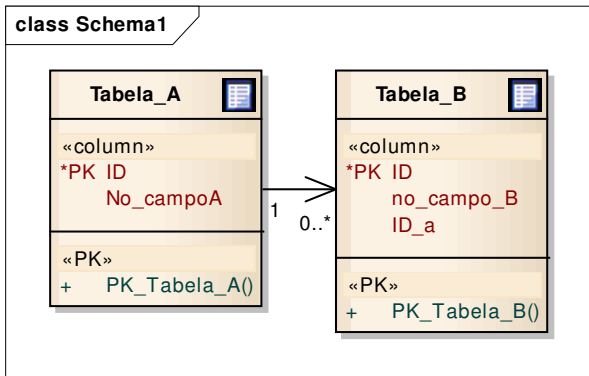 class Schema1
Tabela_A
«column»
*PK ID
No_campoA
«PK»
+ PK_Tabela_A()
1
0..*
Tabela_B
«column»
*PK ID
no_campo_B
ID_a
«PK»
+ PK_Tabela_B()